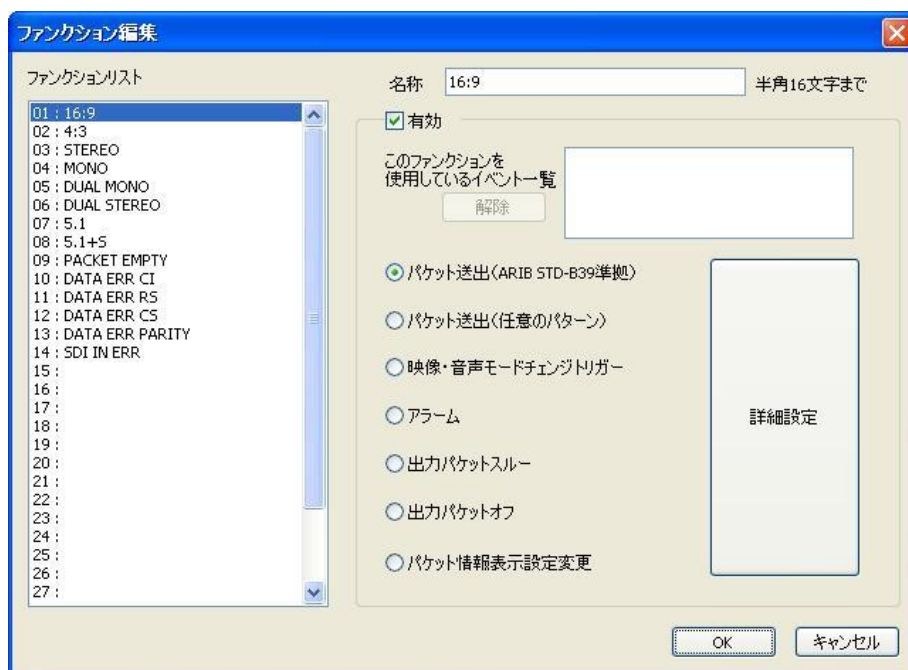 ファンクション編集
ファンクションリスト
01 : 16:9
02 : 4:3
03 : STEREO
04 : MONO
05 : DUAL MONO
06 : DUAL STEREO
07 : 5.1
08 : 5.1+S
09 : PACKET EMPTY
10 : DATA ERR CI
11 : DATA ERR RS
12 : DATA ERR CS
13 : DATA ERR PARITY
14 : SDI IN ERR
15 :
16 :
17 :
18 :
19 :
20 :
21 :
22 :
23 :
24 :
25 :
26 :
27 :
名称 16:9 半角16文字まで
有効
このファンクションを
使用しているイベント一覧
解除
パケット送出(ARIB STD-B39準拠)
パケット送出(任意のパターン)
映像・音声モードチェンジトリガー
アラーム
出力パケットスルー
出力パケットオフ
パケット情報表示設定変更
詳細設定
OK キャンセル